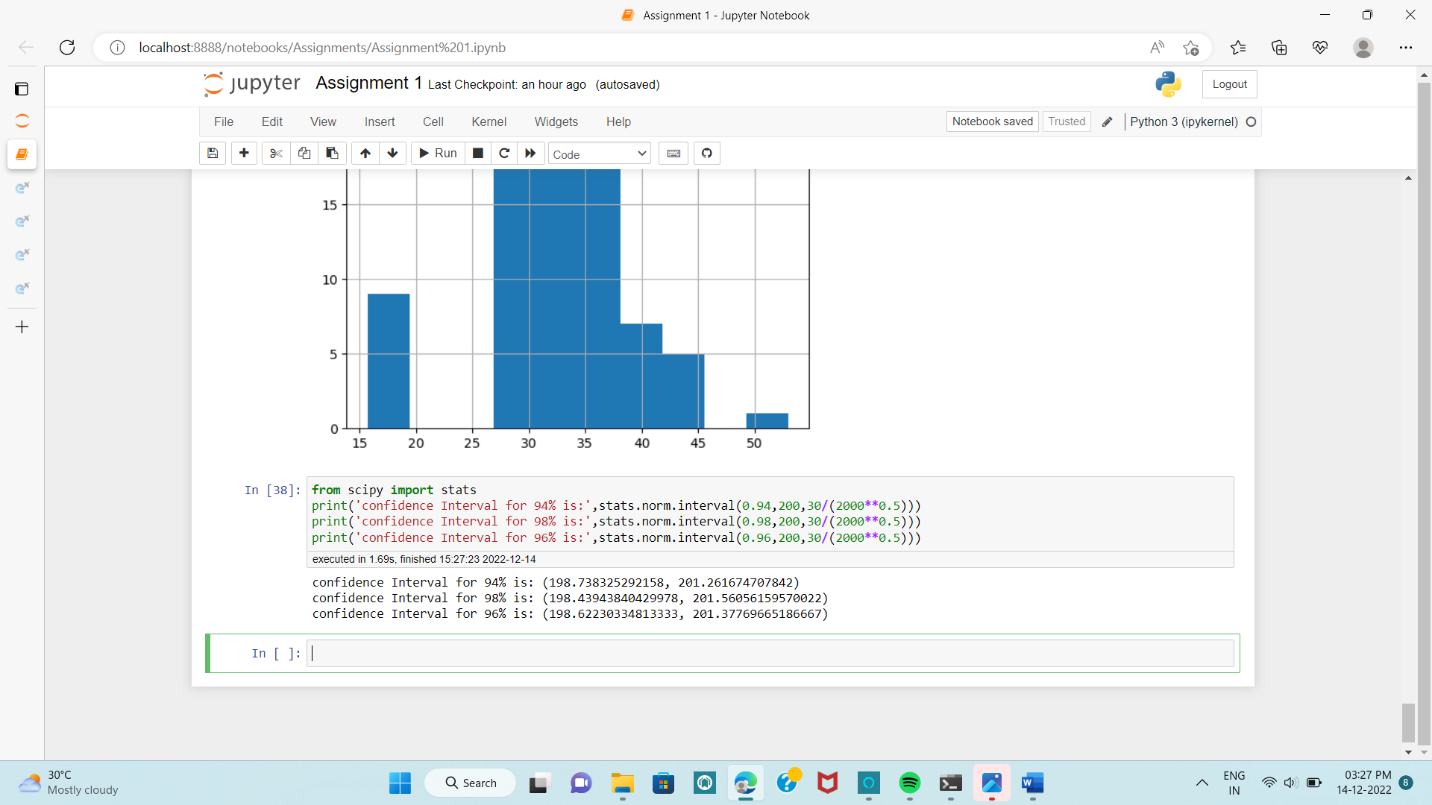 Assignment 1 - Jupyter Notebook
localhost:8888/notebooks/Assignments/Assignment%201.ipynb
jupyter Assignment 1 Last Checkpoint: an hour ago (autosaved)
Logout
File Edit View Insert Cell Kernel Widgets Help
Notebook saved Trusted Python 3 (ipykernel)
Run Code
15
10
5
0
15 20 25 30 35 40 45 50
In [38]: from scipy import stats
print('confidence Interval for 94% is:',stats.norm.interval(0.94,200,30/(2000**0.5)))
print('confidence Interval for 98% is:',stats.norm.interval(0.98,200,30/(2000**0.5)))
print('confidence Interval for 96% is:',stats.norm.interval(0.96,200,30/(2000**0.5)))
executed in 1.69s, finished 15:27:23 2022-12-14
confidence Interval for 94% is: (198.738325292158, 201.261674707842)
confidence Interval for 98% is: (198.43943840429978, 201.56056159570022)
confidence Interval for 96% is: (198.62230334813333, 201.37769665186667)
In [ ]:
30°C
Mostly cloudy
Search
ENG
IN
03:27 PM
14-12-2022
8